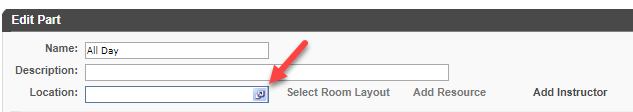 Edit Part
Name: All Day
Description:
Location: Select Room Layout Add Resource Add Instructor